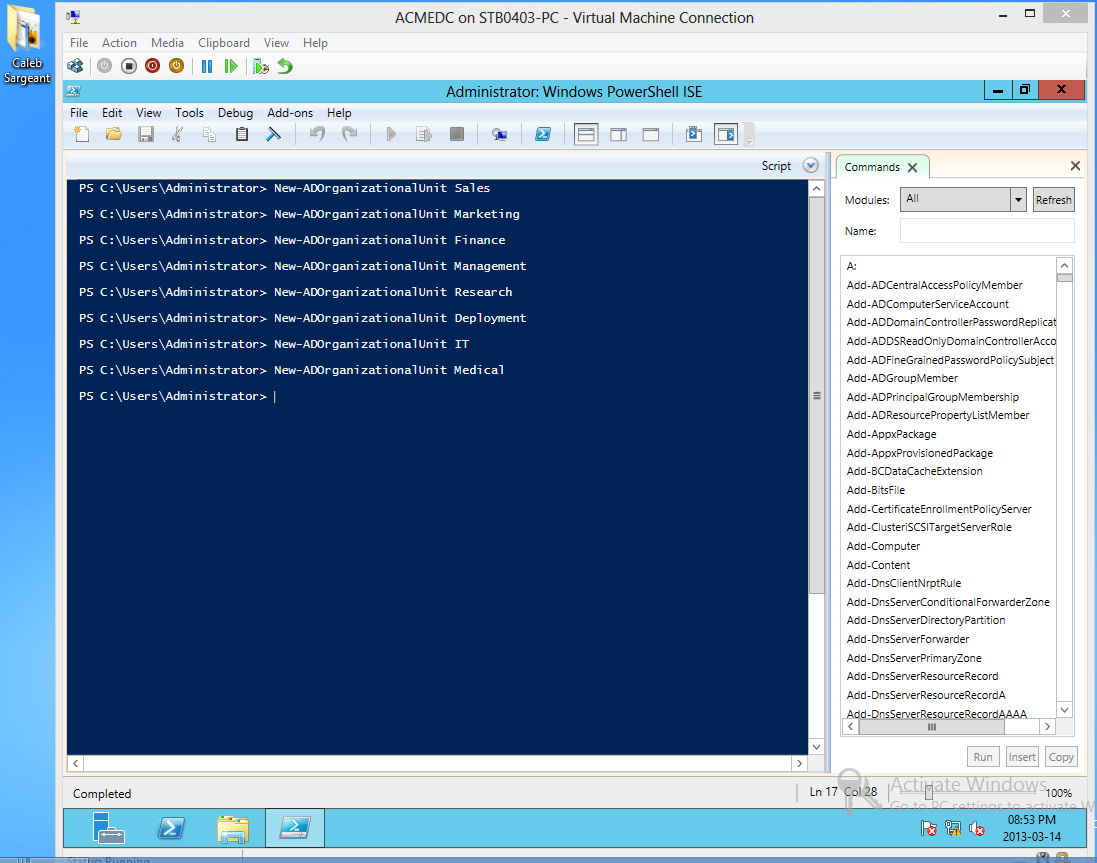 Caleb
Sargeant
ACMEDC on STB0403-PC - Virtual Machine Connection
File Action Media Clipboard View Help
Administrator: Windows PowerShell ISE
File Edit View Tools Debug Add-ons Help
Script
PS C:\Users\Administrator> New-ADOrganizationalUnit Sales
PS C:\Users\Administrator> New-ADOrganizationalUnit Marketing
PS C:\Users\Administrator> New-ADOrganizationalUnit Finance
PS C:\Users\Administrator> New-ADOrganizationalUnit Management
PS C:\Users\Administrator> New-ADOrganizationalUnit Research
PS C:\Users\Administrator> New-ADOrganizationalUnit Deployment
PS C:\Users\Administrator> New-ADOrganizationalUnit IT
PS C:\Users\Administrator> New-ADOrganizationalUnit Medical
PS C:\Users\Administrator>
Commands
Modules: All Refresh
Name:
A:
Add-ADCentralAccessPolicyMember
Add-ADComputerServiceAccount
Add-ADDomainControllerPasswordReplicat
Add-ADDSReadOnlyDomainControllerAcco
Add-ADFineGrainedPasswordPolicySubject
Add-ADGroupMember
Add-ADPrincipalGroupMembership
Add-ADResourcePropertyListMember
Add-AppxPackage
Add-AppxProvisionedPackage
Add-BCDataCacheExtension
Add-BitsFile
Add-CertificateEnrollmentPolicyServer
Add-ClusteriSCSITargetServerRole
Add-Computer
Add-Content
Add-DnsClientNrptRule
Add-DnsServerConditionalForwarderZone
Add-DnsServerDirectoryPartition
Add-DnsServerForwarder
Add-DnsServerPrimaryZone
Add-DnsServerResourceRecord
Add-DnsServerResourceRecordA
Add-DnsServerResourceRecordAAAA
Run Insert Copy
Activate Windows
Go to PC settings to activate W
Completed
Ln 17 Col 28
100%
08:53 PM
2013-03-14
Status: Running